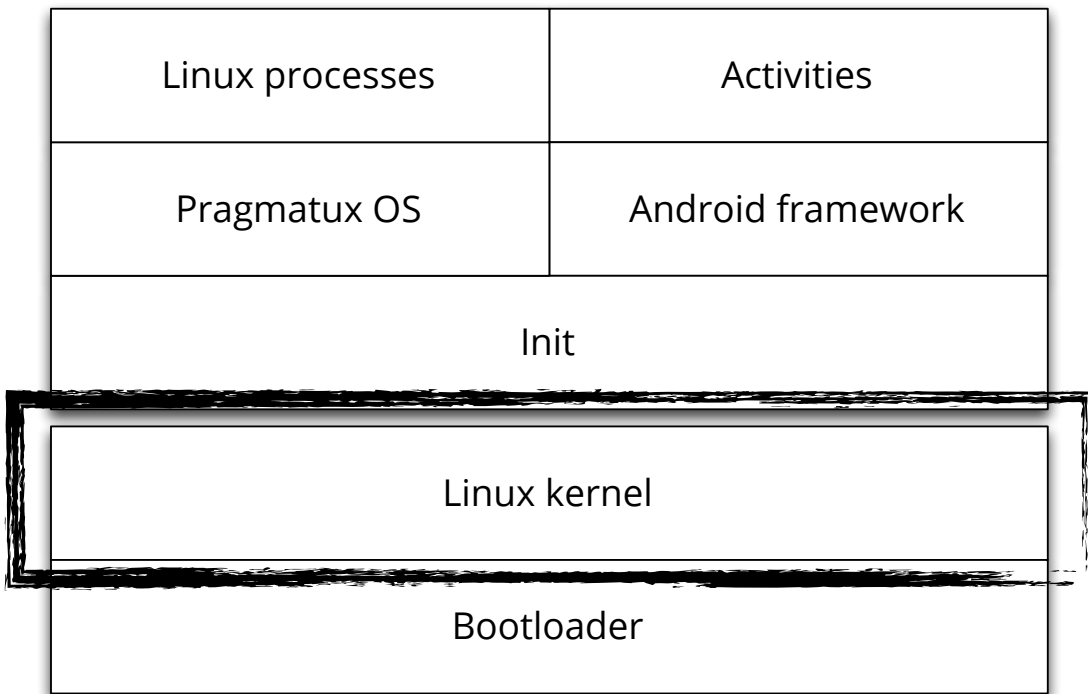 Linux processes
Activities
Pragmatux OS
Android framework
Init
Linux kernel
Bootloader